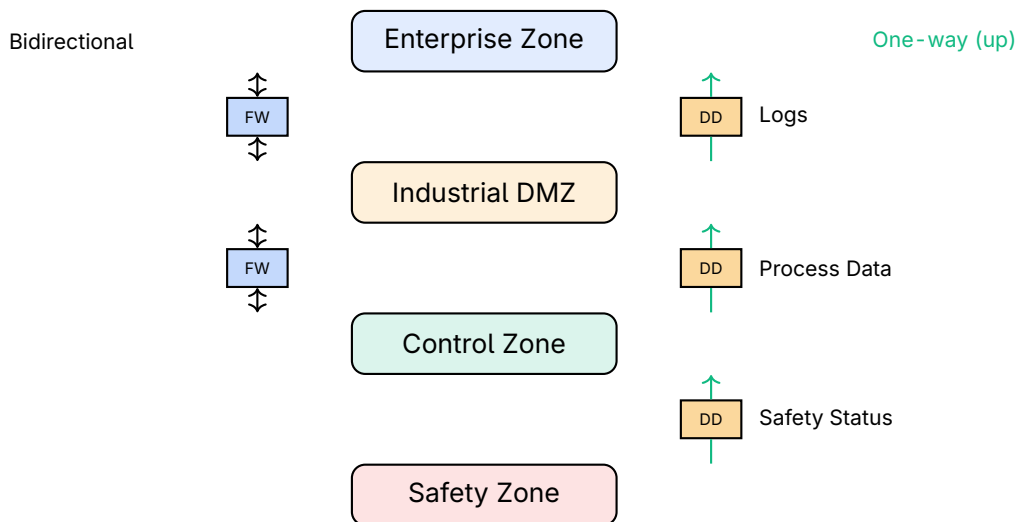 Bidirectional
Enterprise Zone
One-way (up)
FW
DD
Logs
Industrial DMZ
FW
DD
Process Data
Control Zone
DD
Safety Status
Safety Zone